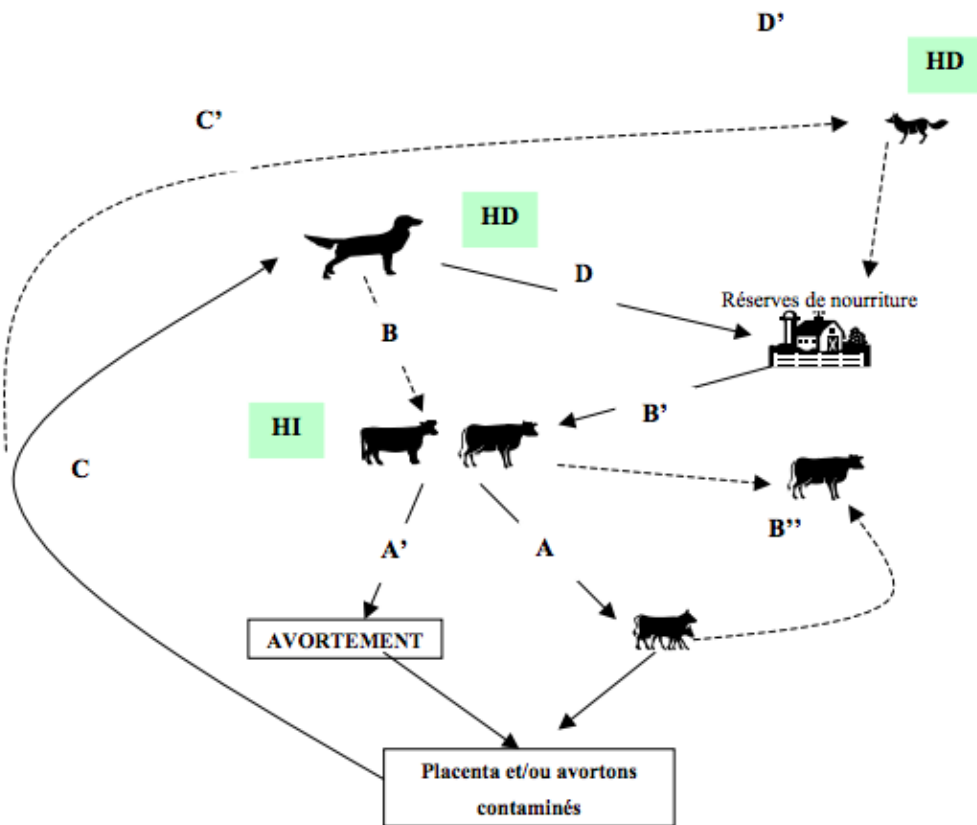 D’
HD
C’
HD
D
Réserves de nourriture
B
B’
HI
C
B’’
A’
A
AVORTEMENT
Placenta et/ou avortons
contaminés